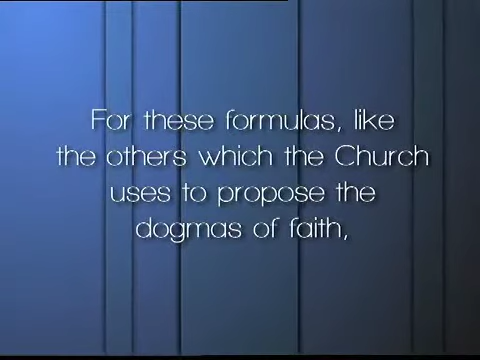 For these formulas, like
the others which the Church
uses to propose the
dogmas of faith,